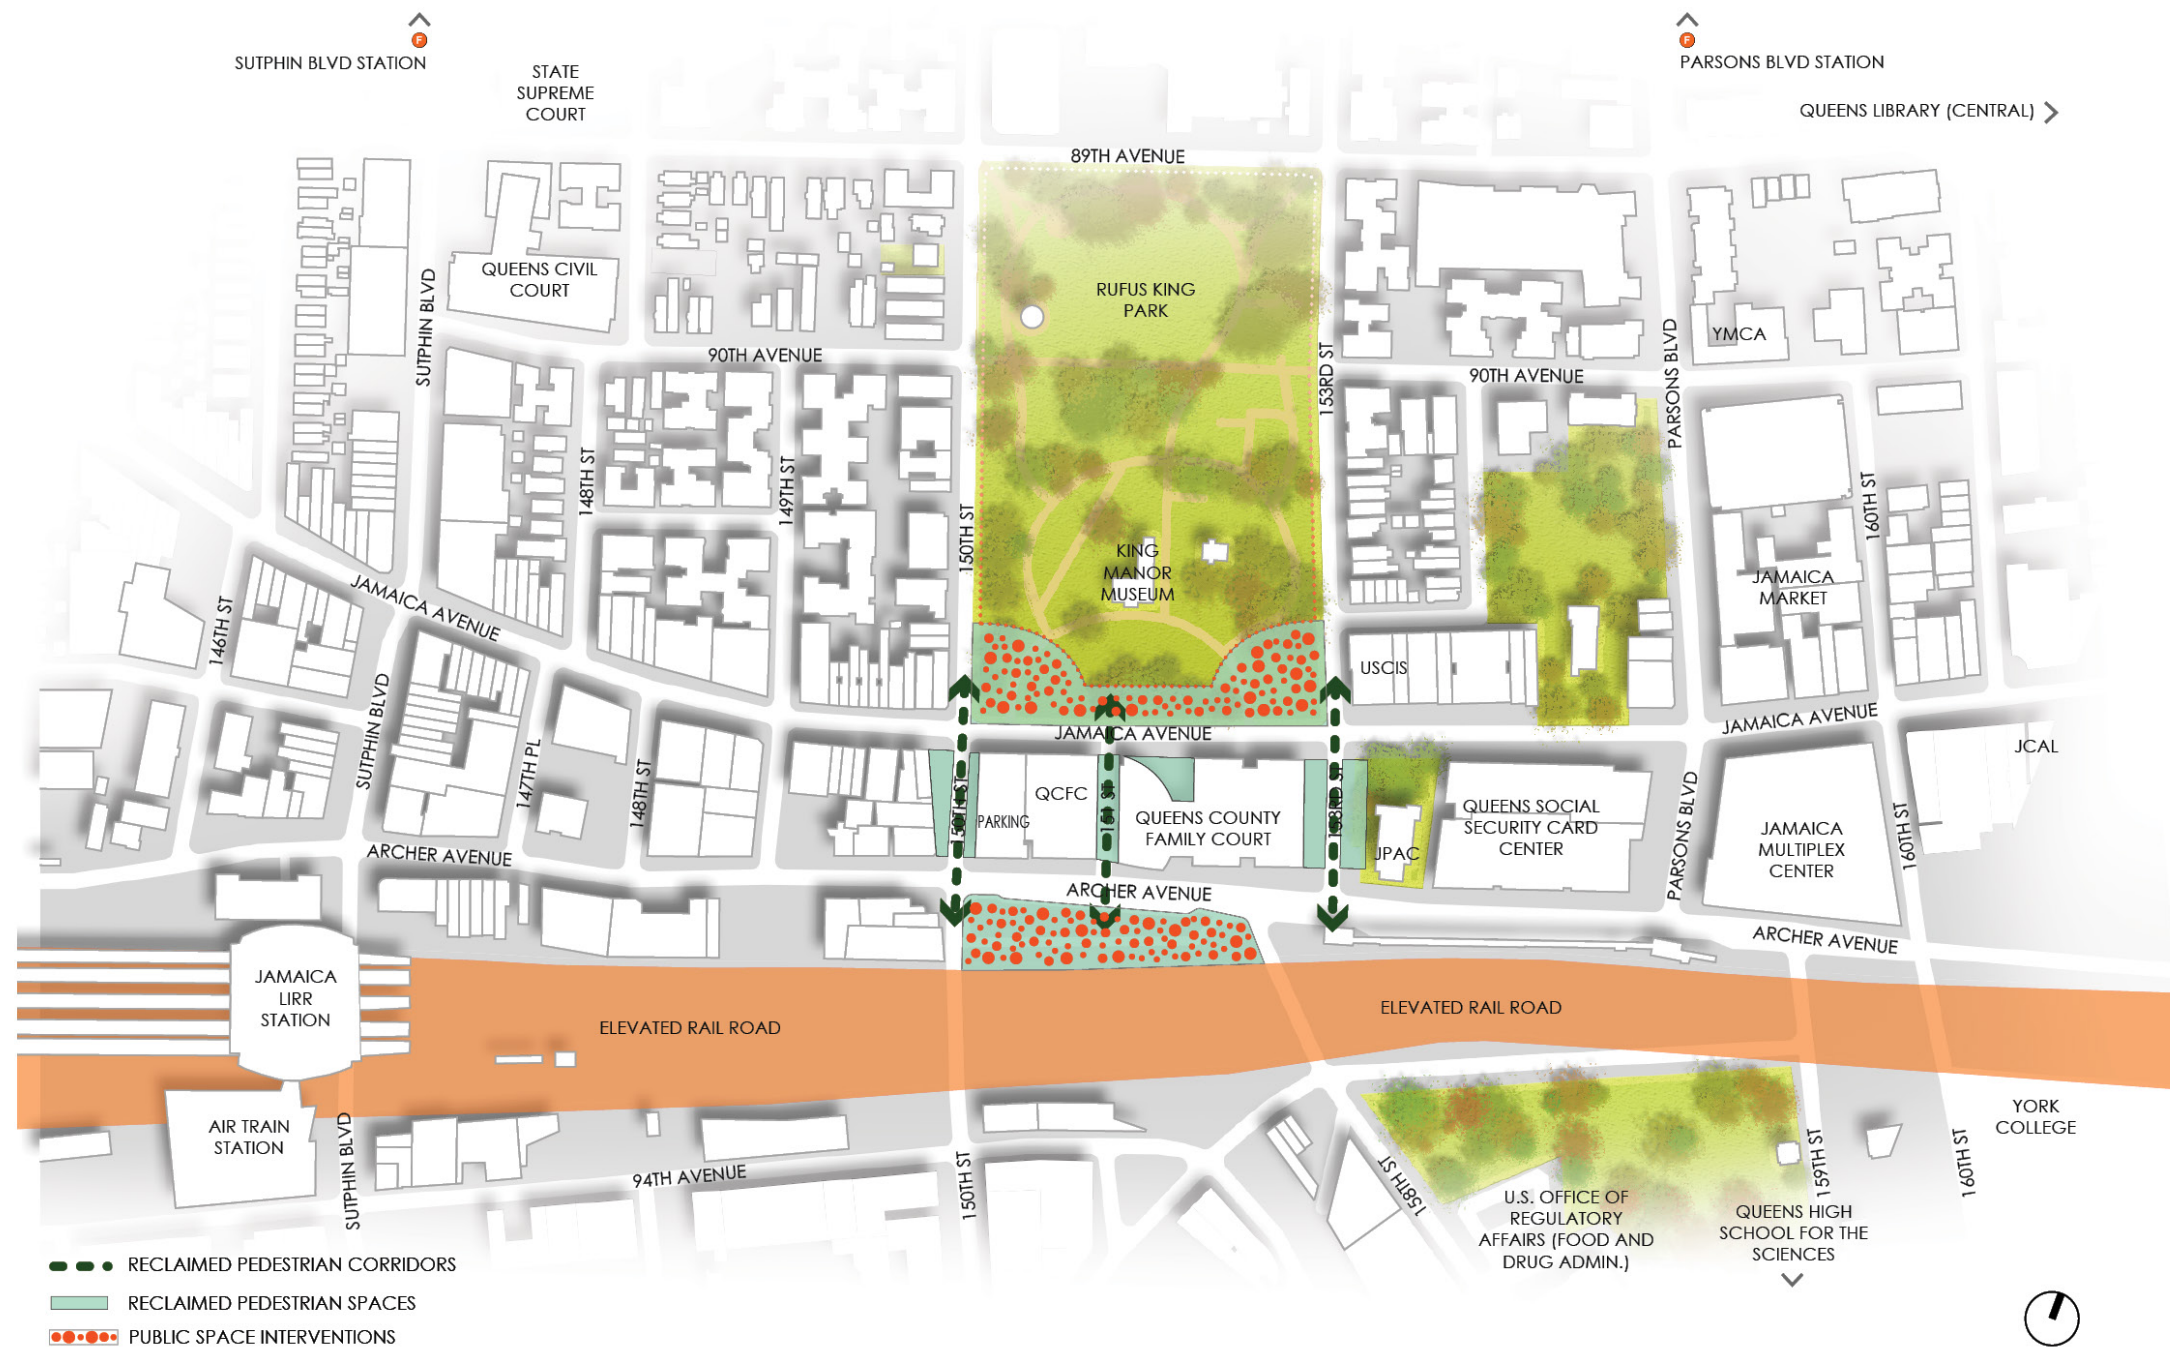 F
SUTPHIN BLVD STATION
STATE
SUPREME
COURT
F
PARSONS BLVD STATION
QUEENS LIBRARY (CENTRAL)
89TH AVENUE
QUEENS CIVIL
COURT
SUTPHIN BLVD
RUFUS KING
PARK
90TH AVENUE
153RD ST
90TH AVENUE
PARSONS BLVD
YMCA
148TH ST
149TH ST
150TH ST
160TH ST
KING
MANOR
MUSEUM
JAMAICA
MARKET
146TH ST
JAMAICA AVENUE
USCIS
SUTPHIN BLVD
147TH PL
148TH ST
JAMAICA AVENUE
JAMAICA AVENUE
JCAL
150TH ST
PARKING
QCFC
151 ST
QUEENS COUNTY
FAMILY COURT
153RD ST
JPAC
QUEENS SOCIAL
SECURITY CARD
CENTER
PARSONS BLVD
JAMAICA
MULTIPLEX
CENTER
160TH ST
ARCHER AVENUE
ARCHER AVENUE
ARCHER AVENUE
JAMAICA
LIRR
STATION
ELEVATED RAIL ROAD
ELEVATED RAIL ROAD
AIR TRAIN
STATION
SUTPHIN BLVD
94TH AVENUE
150TH ST
158TH ST
159TH ST
160TH ST
YORK
COLLEGE
U.S. OFFICE OF
REGULATORY
AFFAIRS (FOOD AND
DRUG ADMIN.)
QUEENS HIGH
SCHOOL FOR THE
SCIENCES
RECLAIMED PEDESTRIAN CORRIDORS
RECLAIMED PEDESTRIAN SPACES
PUBLIC SPACE INTERVENTIONS